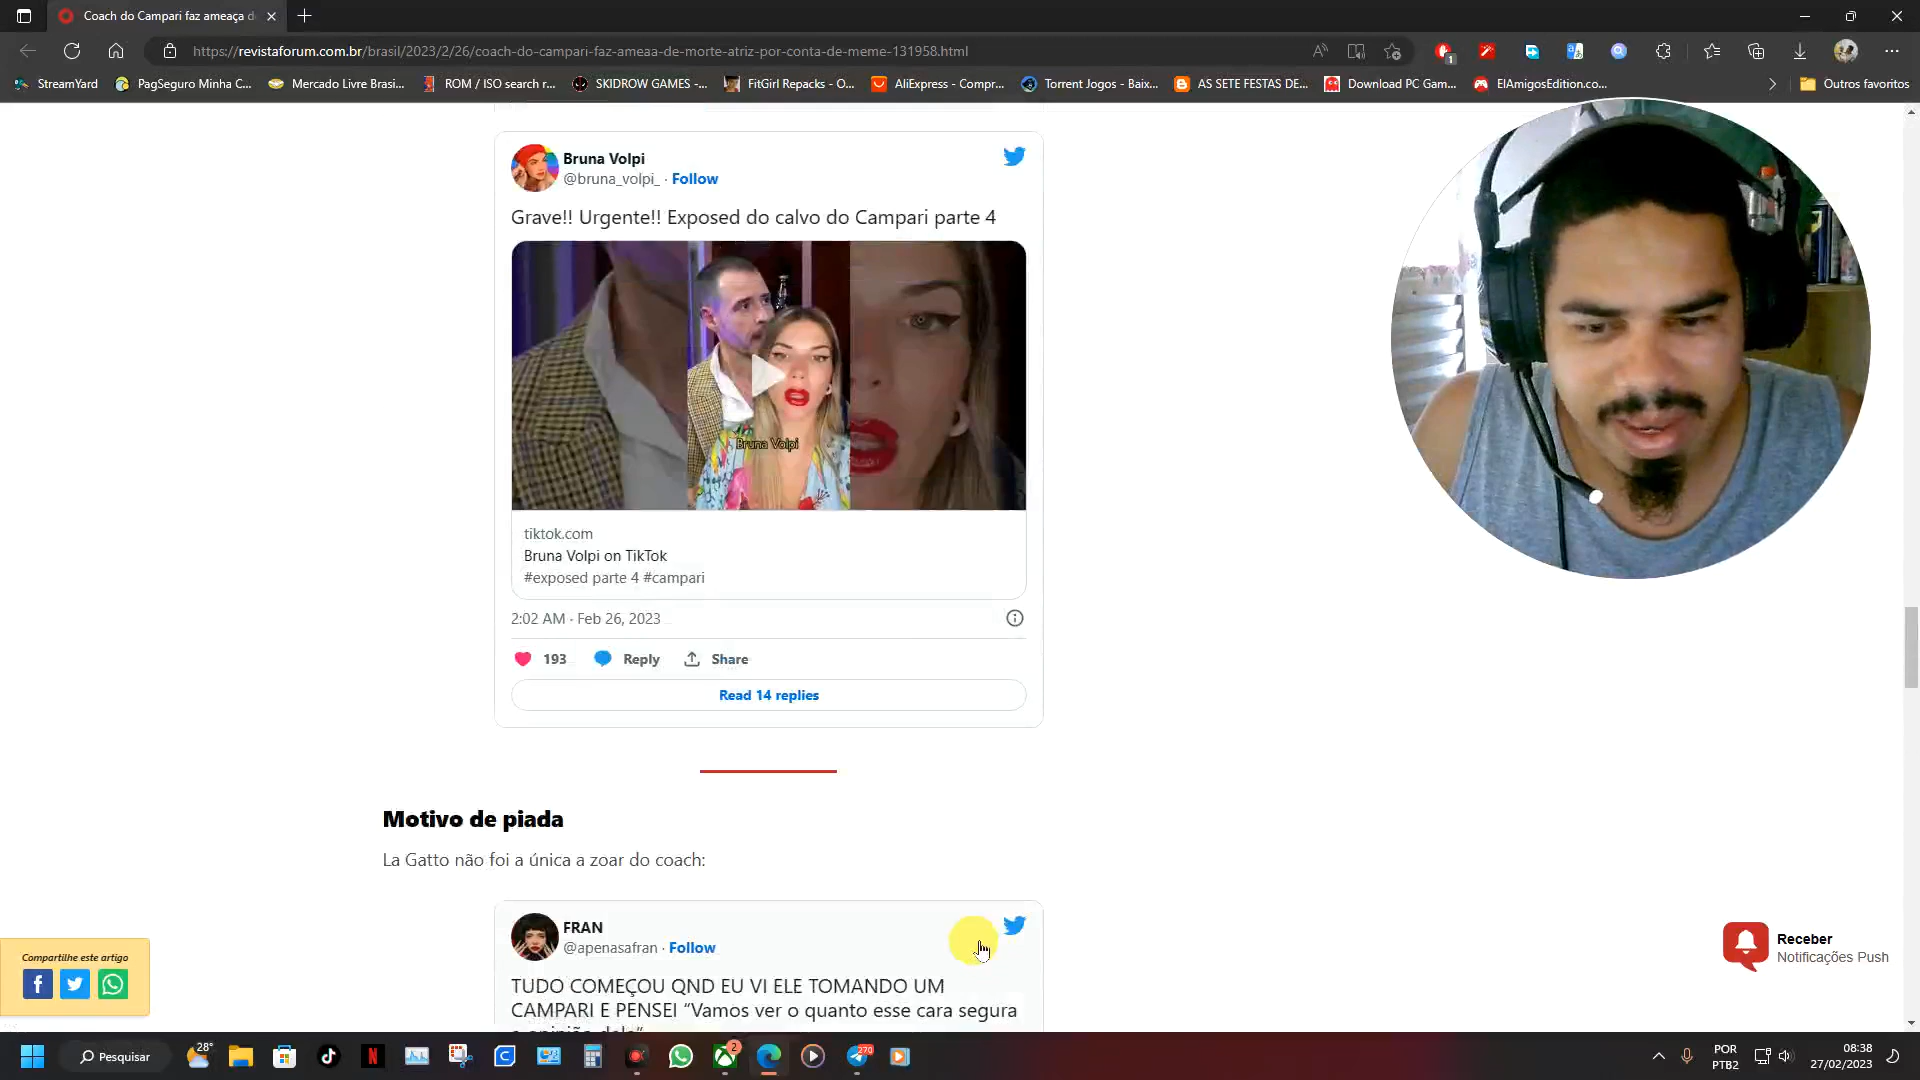 Coach do Campari faz ameaça d
https://revistaforum.com.br/brasil/2023/2/26/coach-do-campari-faz-ameaa-de-morte-atriz-por-conta-de-meme-131958.html
1
StreamYard
PagSeguro Minha C...
Mercado Livre Brasi...
ROM / ISO search r...
SKIDROW GAMES -...
FitGirl Repacks - O...
AliExpress - Compr...
Torrent Jogos - Baix...
AS SETE FESTAS DE...
Download PC Gam...
ElAmigosEdition.co...
Outros favoritos
Bruna Volpi
@bruna_volpi_ · Follow
Grave!! Urgente!! Exposed do calvo do Campari parte 4
Bruna Volpi
tiktok.com
Bruna Volpi on TikTok
#exposed parte 4 #campari
2:02 AM · Feb 26, 2023
193
Reply
Share
Read 14 replies
Motivo de piada
La Gatto não foi a única a zoar do coach:
FRAN
@apenasafran · Follow
TUDO COMEÇOU QND EU VI ELE TOMANDO UM
CAMPARI E PENSEI “Vamos ver o quanto esse cara segura
a opinião dele”
Compartilhe este artigo
Receber
Notificações Push
Pesquisar
28°
2
270
POR
PTB2
08:38
27/02/2023